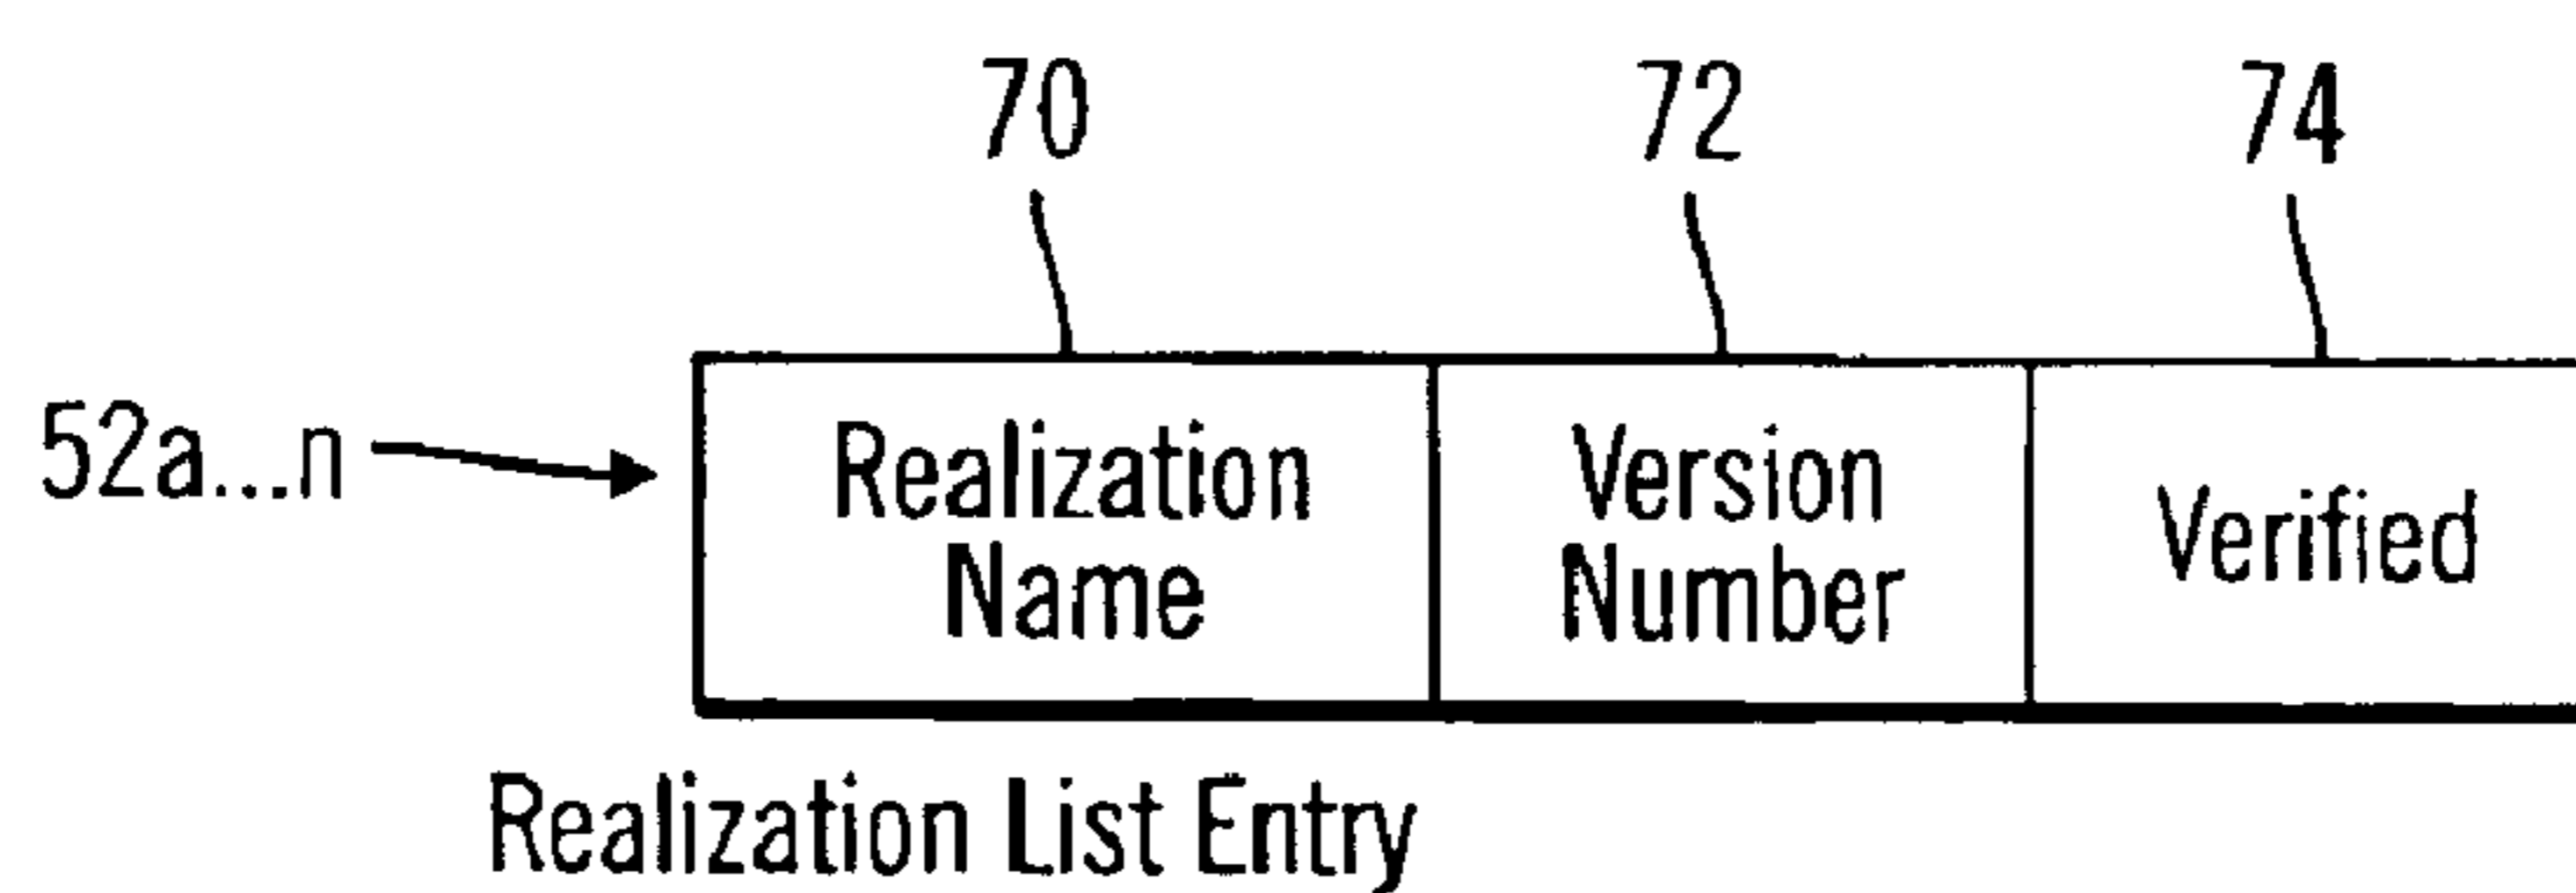 70 72 74
52a...n
Realization Version
Name Number Verified
Realization List Entry